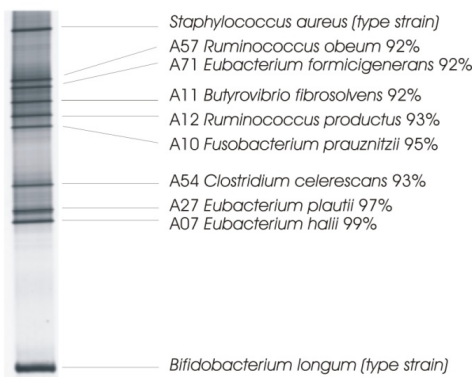 Staphylococcus aureus (type strain)
A57 Ruminococcus obeum 92%
A71 Eubacterium formicigenerans 92%
A11 Butyrovibrio fibrosolvens 92%
A12 Ruminococcus productus 93%
A10 Fusobacterium prauznitzii 95%
A54 Clostridium celerescans 93%
A27 Eubacterium plautii 97%
A07 Eubacterium halii 99%
Bifidobacterium longum (type strain)